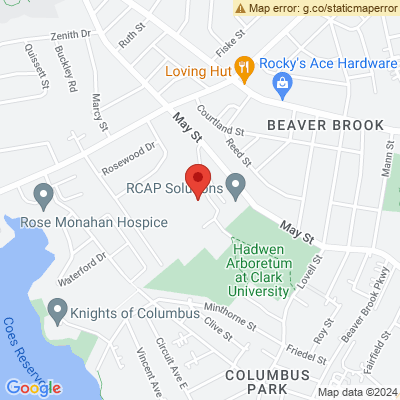 Map error: g.co/staticmaperror
Zenith Dr
Ruth St
Fiske St
Quissett St
Buckley Rd
Loving Hut
Rocky's Ace Hardware
Marcy St
Courtland St
May St
BEAVER BROOK
Reed St
Mann St
Rosewood Dr
RCAP Solutions
Rose Monahan Hospice
May St
Hadwen
Arboretum
at Clark
University
Waterford Dr
Lovell St
Beaver Brook Pkwy
Knights of Columbus
Minthorne St
Clive St
Roy St
Fairfield St
Coes Reservoir
Circuit Ave E
Vincent Ave
Friedel St
COLUMBUS
PARK
Google
Map data ©2024